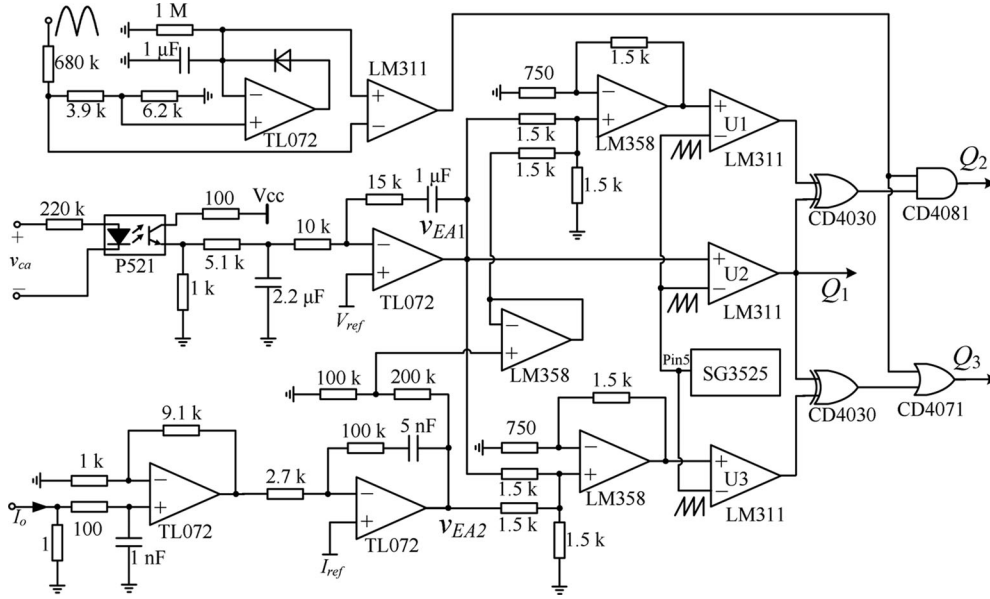 1 M
680 k
1 μF
LM311
3.9 k
6.2 k
−
+
TL072
+
−
1.5 k
750
−
+
LM358
1.5 k
1.5 k
1.5 k
+
U1
−
LM311
CD4030
CD4081
Q2
220 k
+
vca
−
P521
100
Vcc
5.1 k
1 k
2.2 μF
10 k
15 k
1 μF
vEA1
−
+
TL072
Vref
+
U2
−
LM311
Q1
−
+
LM358
Pin5
SG3525
CD4030
CD4071
Q3
100 k
200 k
9.1 k
1 k
−
+
TL072
Io
100
1
1 nF
2.7 k
100 k
5 nF
−
+
TL072
Iref
vEA2
1.5 k
750
−
+
LM358
1.5 k
1.5 k
1.5 k
+
U3
−
LM311